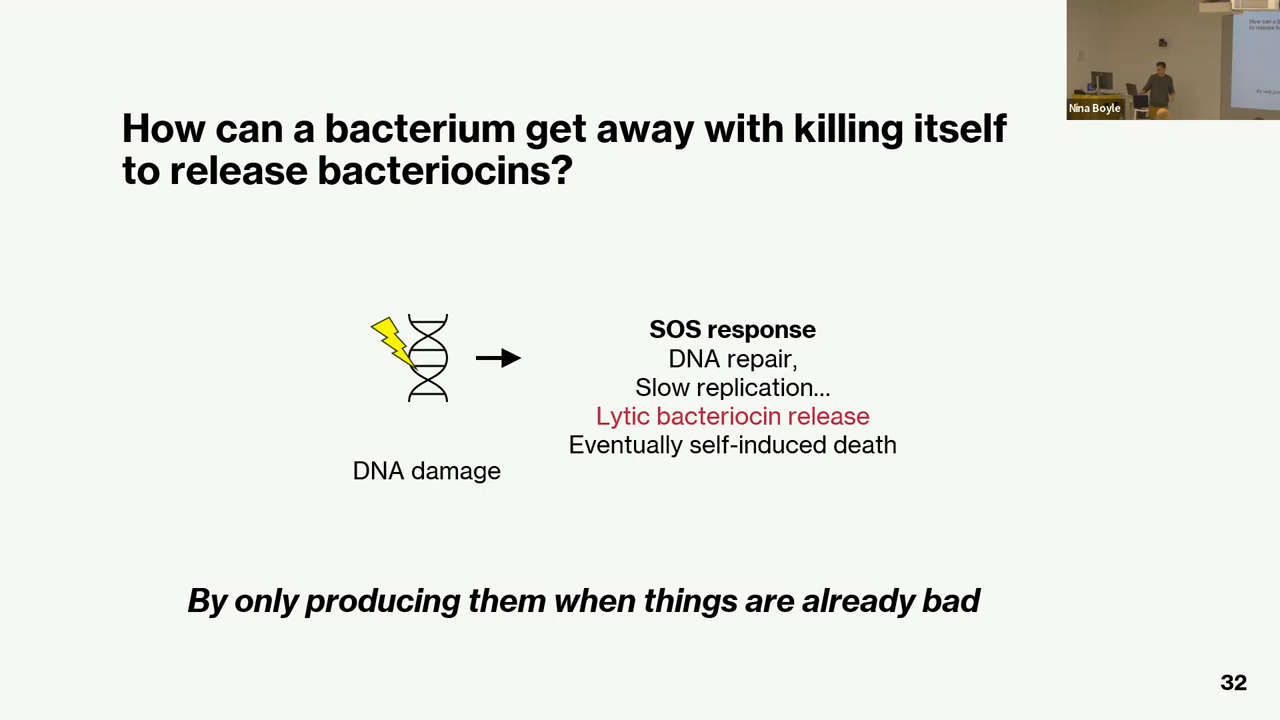 How can a bacterium get away with killing itself
to release bacteriocins?
Nina Boyle
SOS response
DNA repair,
Slow replication...
Lytic bacteriocin release
Eventually self-induced death
DNA damage
By only producing them when things are already bad
32